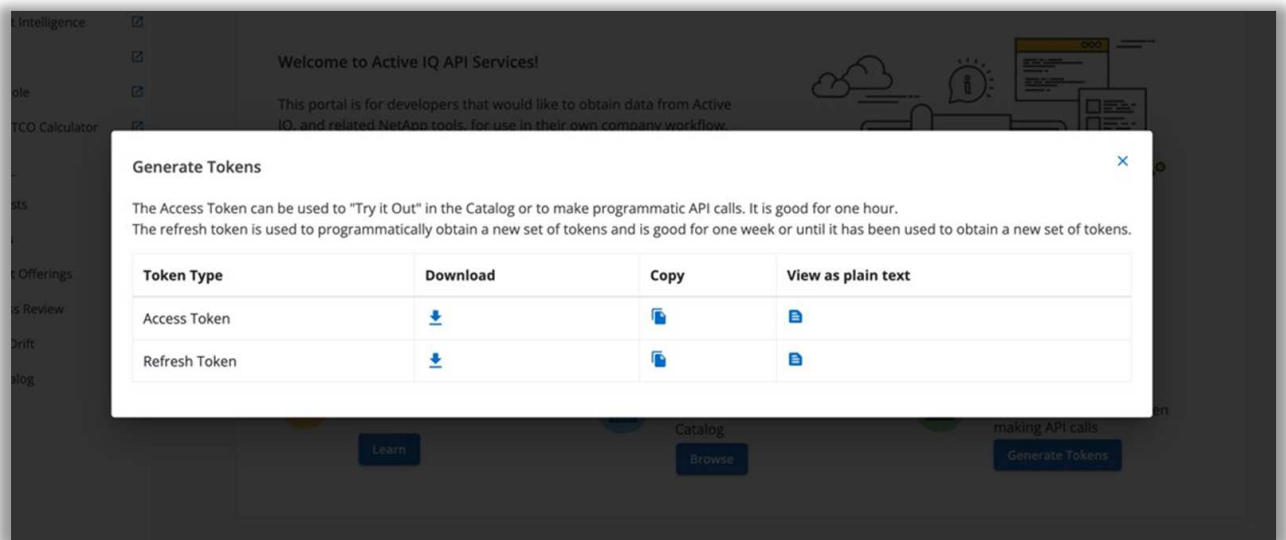 t Intelligence
Welcome to Active IQ API Services!
ole
This portal is for developers that would like to obtain data from Active
TCO Calculator
IQ, and related NetApp tools, for use in their own company workflow
Generate Tokens
The Access Token can be used to "Try it Out" in the Catalog or to make programmatic API calls. It is good for one hour.
The refresh token is used to programmatically obtain a new set of tokens and is good for one week or until it has been used to obtain a new set of tokens.
Token Type Download Copy View as plain text
Access Token
Refresh Token
sts
t Offerings
s Review
Drift
alog
en
Catalog
making API calls
Learn
Browse
Generate Tokens